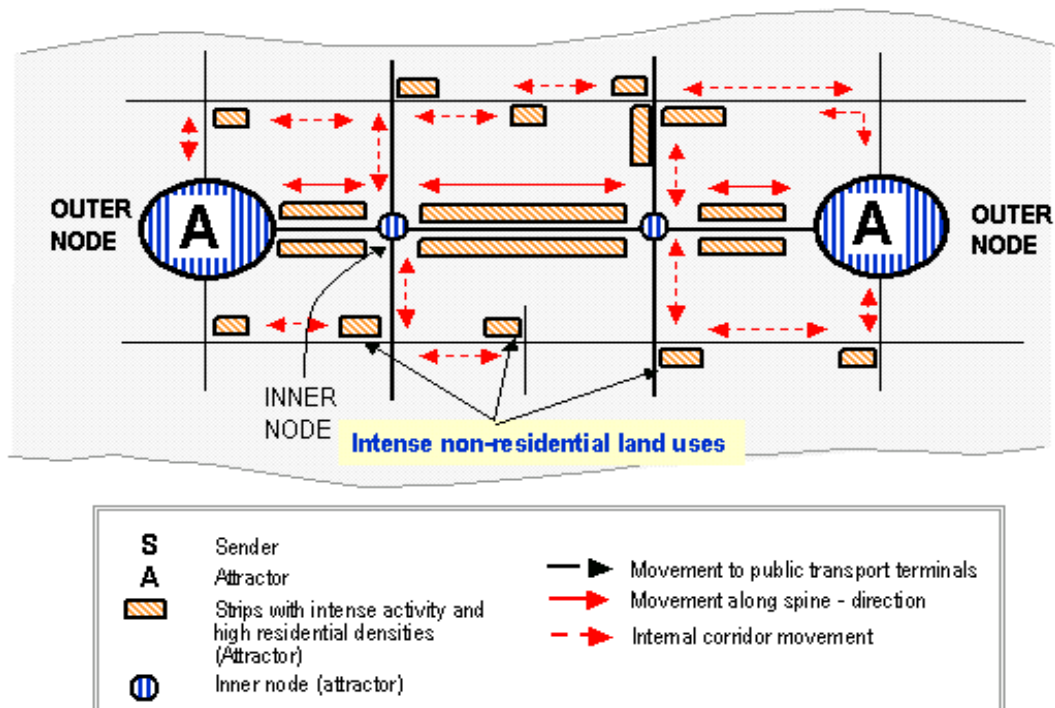 OUTER
NODE
A
A
OUTER
NODE
INNER
NODE
Intense non-residential land uses
S Sender
A Attractor
Strips with intense activity and
high residential densities
(Attractor)
Inner node (attractor)
Movement to public transport terminals
Movement along spine - direction
Internal corridor movement